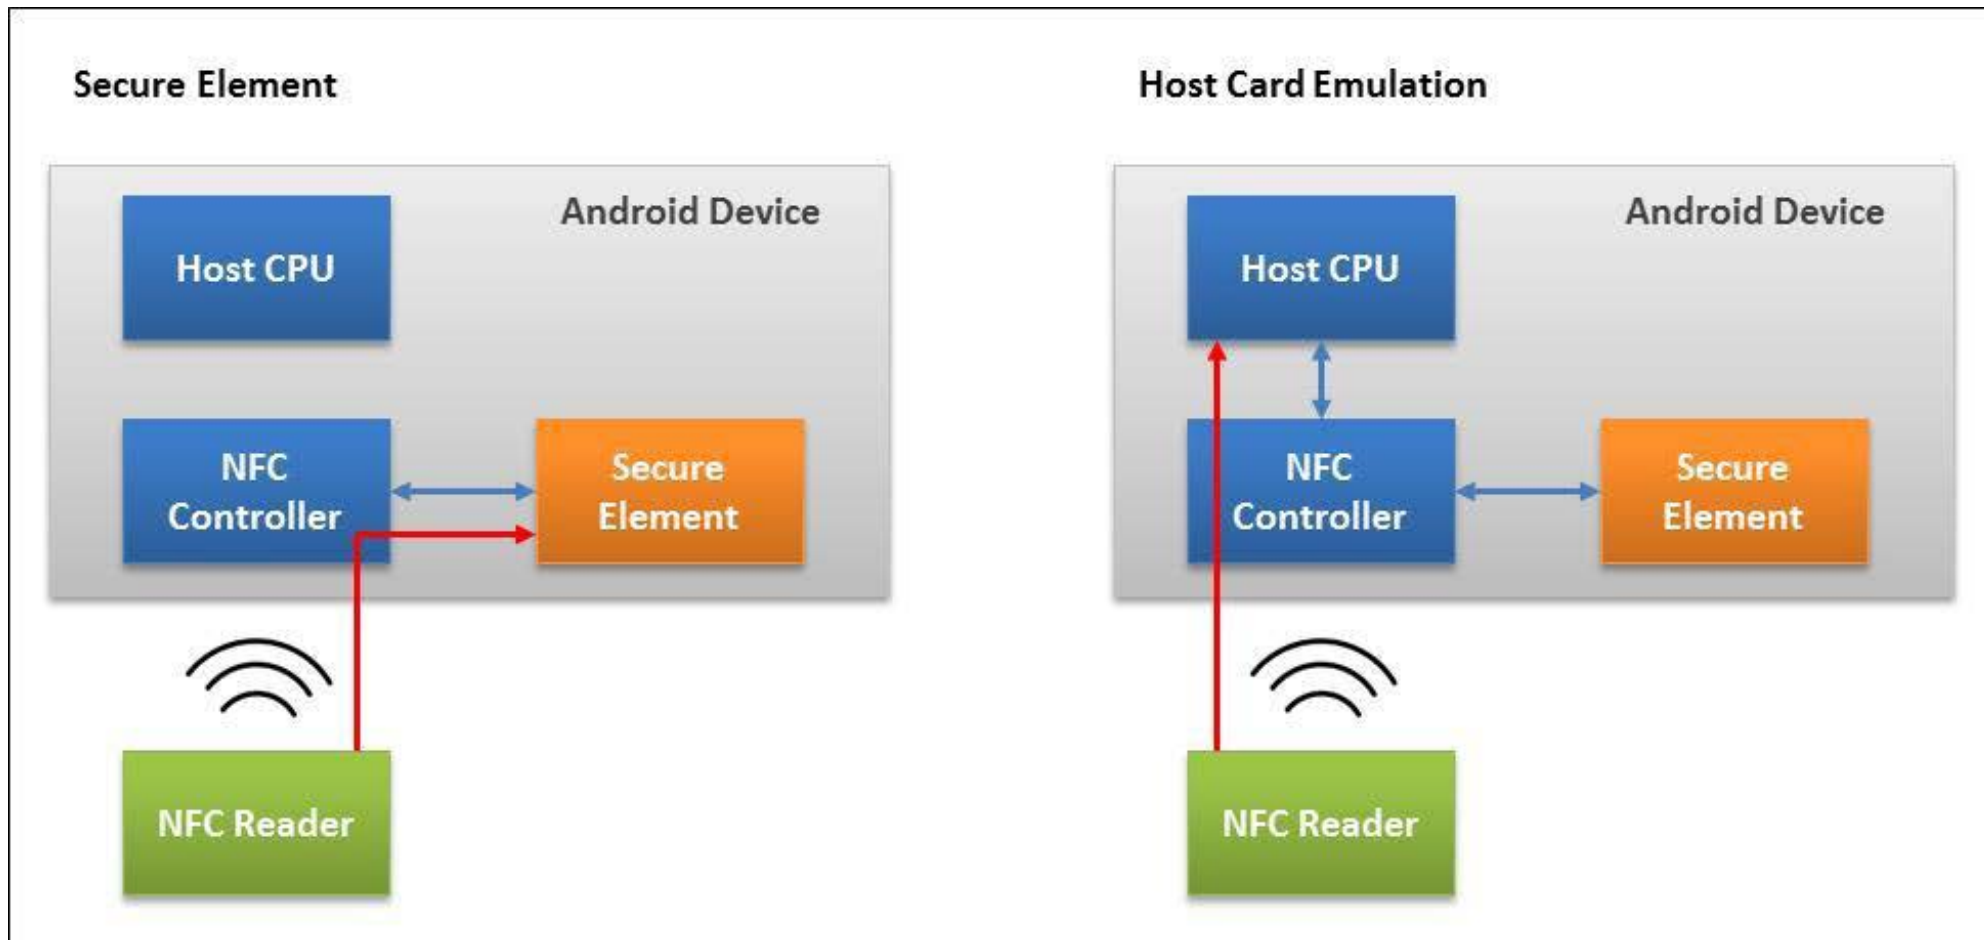 Secure Element
Android Device
Host CPU
NFC
Controller
Secure
Element
NFC Reader
Host Card Emulation
Android Device
Host CPU
NFC
Controller
Secure
Element
NFC Reader